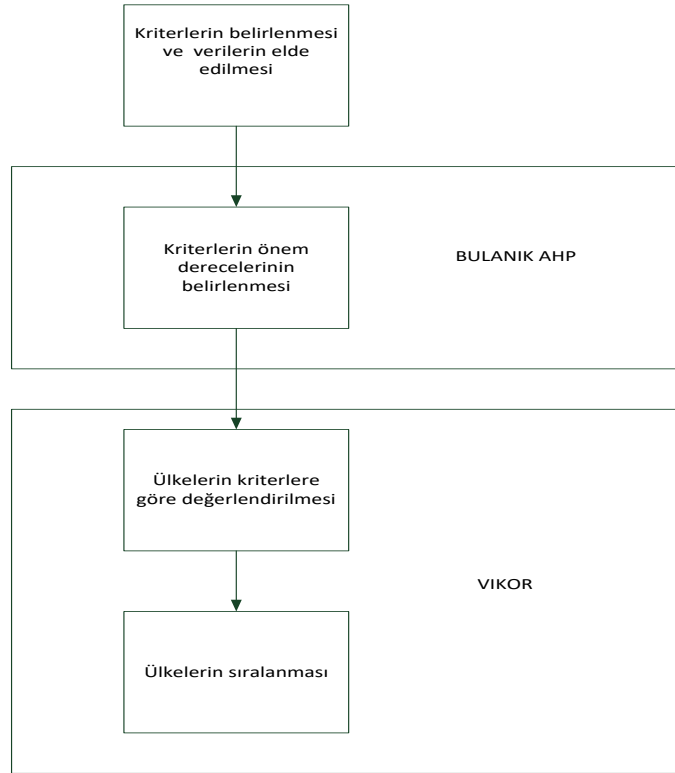 Kriterlerin belirlenmesi
ve verilerin elde
edilmesi
Kriterlerin önem
derecelerinin
belirlenmesi
BULANIK AHP
Ülkelerin kriterlere
göre değerlendirilmesi
VIKOR
Ülkelerin sıralanması